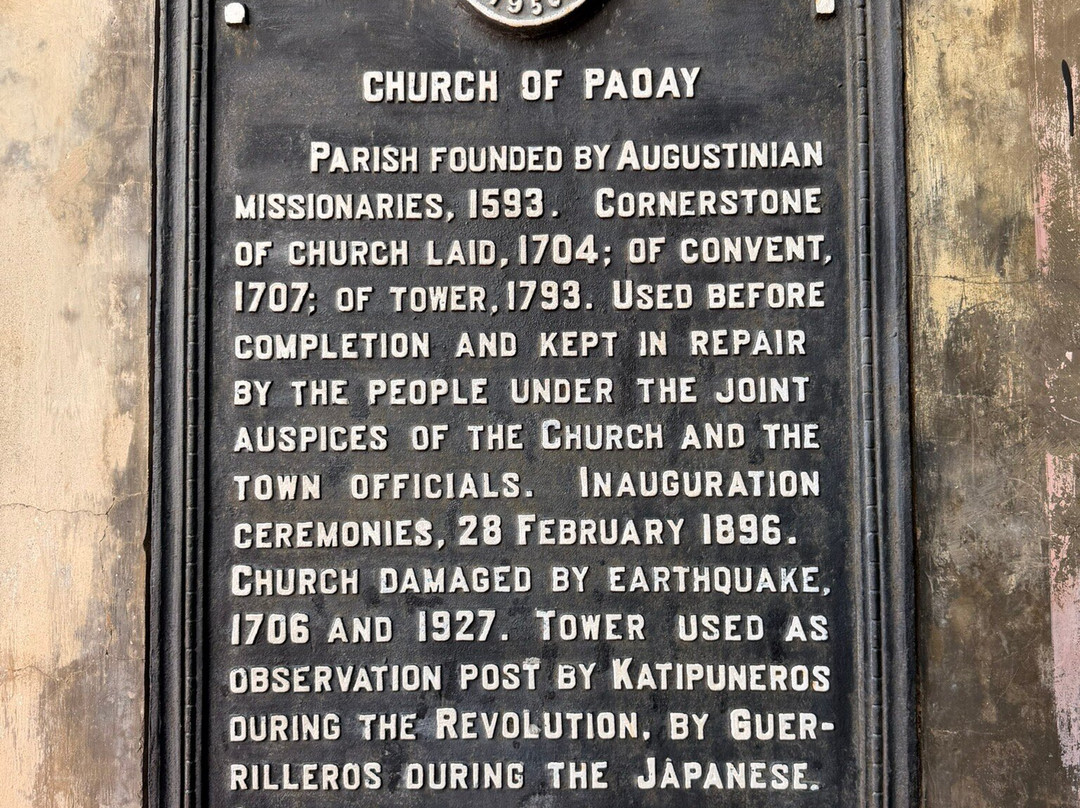 1950
CHURCH OF PAOAY
PARISH FOUNDED BY AUGUSTINIAN
MISSIONARIES, 1593. CORNERSTONE
OF CHURCH LAID, 1704; OF CONVENT,
1707; OF TOWER, 1793. USED BEFORE
COMPLETION AND KEPT IN REPAIR
BY THE PEOPLE UNDER THE JOINT
AUSPICES OF THE CHURCH AND THE
TOWN OFFICIALS. INAUGURATION
CEREMONIES, 28 FEBRUARY 1896.
CHURCH DAMAGED BY EARTHQUAKE,
1706 AND 1927. TOWER USED AS
OBSERVATION POST BY KATIPUNEROS
DURING THE REVOLUTION, BY GUER-
RILLEROS DURING THE JAPANESE.